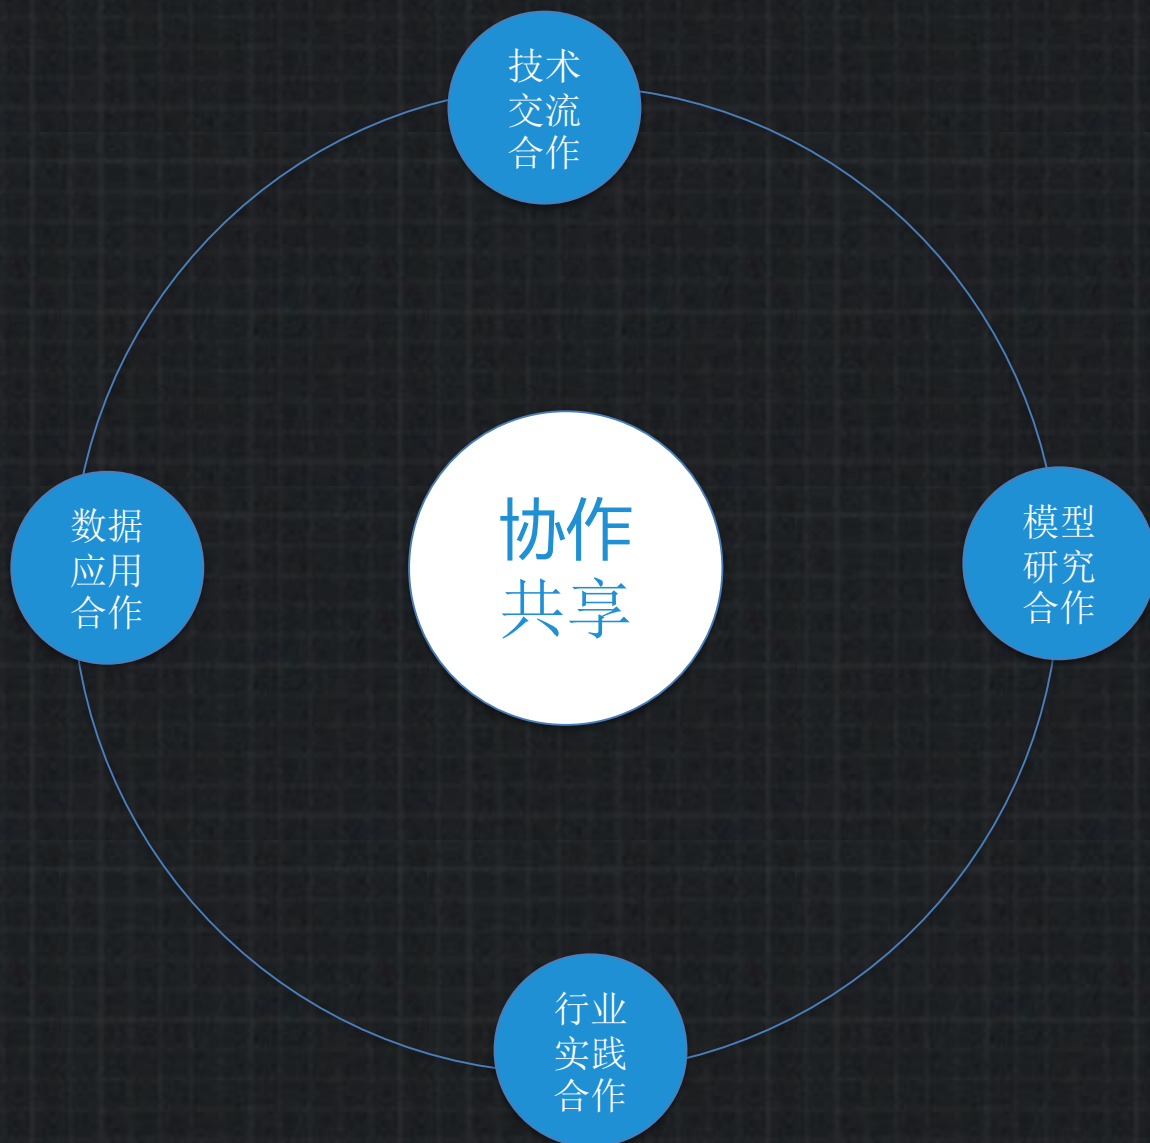 技术
交流
合作
数据
应用
合作
协作
共享
模型
研究
合作
行业
实践
合作